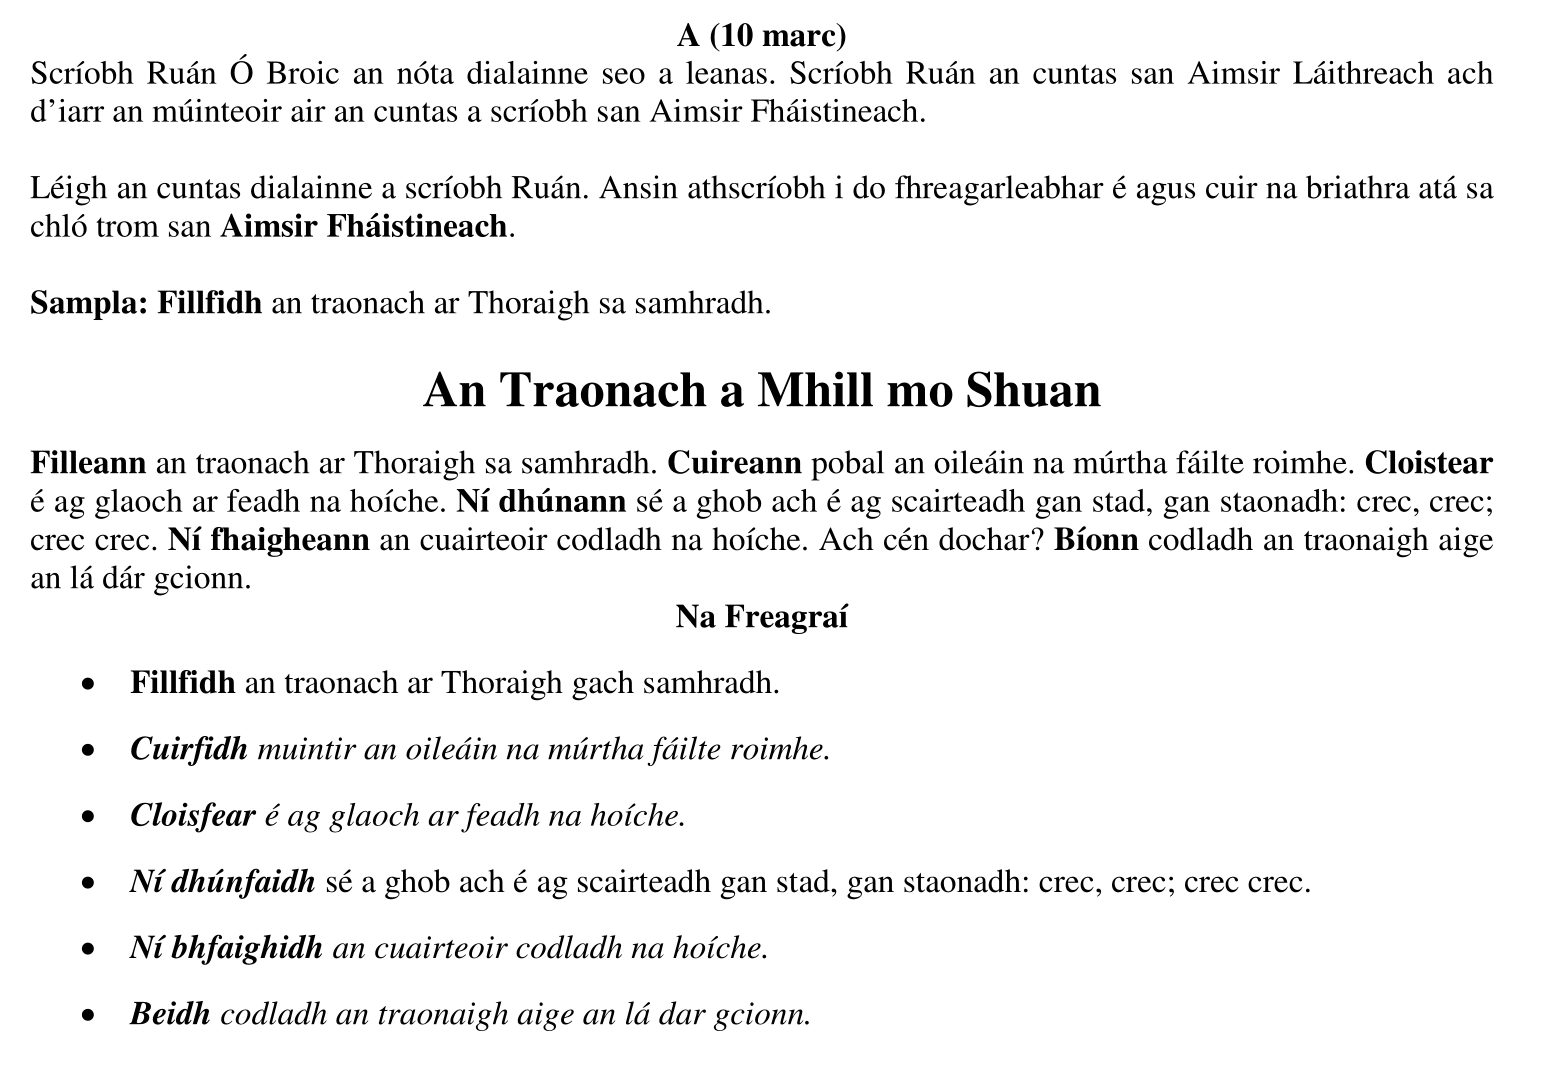 A (10 marc)
Scríobh Ruán Ó Broic an nóta dialainne seo a leanas. Scríobh Ruán an cuntas san Aimsir Láithreach ach
d’iarr an múinteoir air an cuntas a scríobh san Aimsir Fháistineach.
Léigh an cuntas dialainne a scríobh Ruán. Ansin athscríobh i do fhreagarleabhar é agus cuir na briathra atá sa
chló trom san Aimsir Fháistineach.
Sampla: Fillfidh an traonach ar Thoraigh sa samhradh.
An Traonach a Mhill mo Shuan
Filleann an traonach ar Thoraigh sa samhradh. Cuireann pobal an oileáin na múrtha fáilte roimhe. Cloistear
é ag glaoch ar feadh na hoíche. Ní dhúnann sé a ghob ach é ag scairteadh gan stad, gan staonadh: crec, crec;
crec crec. Ní fhaigheann an cuairteoir codladh na hoíche. Ach cén dochar? Bíonn codladh an traonaigh aige
an lá dár gcionn.
Na Freagraí
• Fillfidh an traonach ar Thoraigh gach samhradh.
• Cuirfidh muintir an oileáin na múrtha fáilte roimhe.
• Cloisfear é ag glaoch ar feadh na hoíche.
• Ní dhúnfaidh sé a ghob ach é ag scairteadh gan stad, gan staonadh: crec, crec; crec crec.
• Ní bhfaighidh an cuairteoir codladh na hoíche.
• Beidh codladh an traonaigh aige an lá dar gcionn.